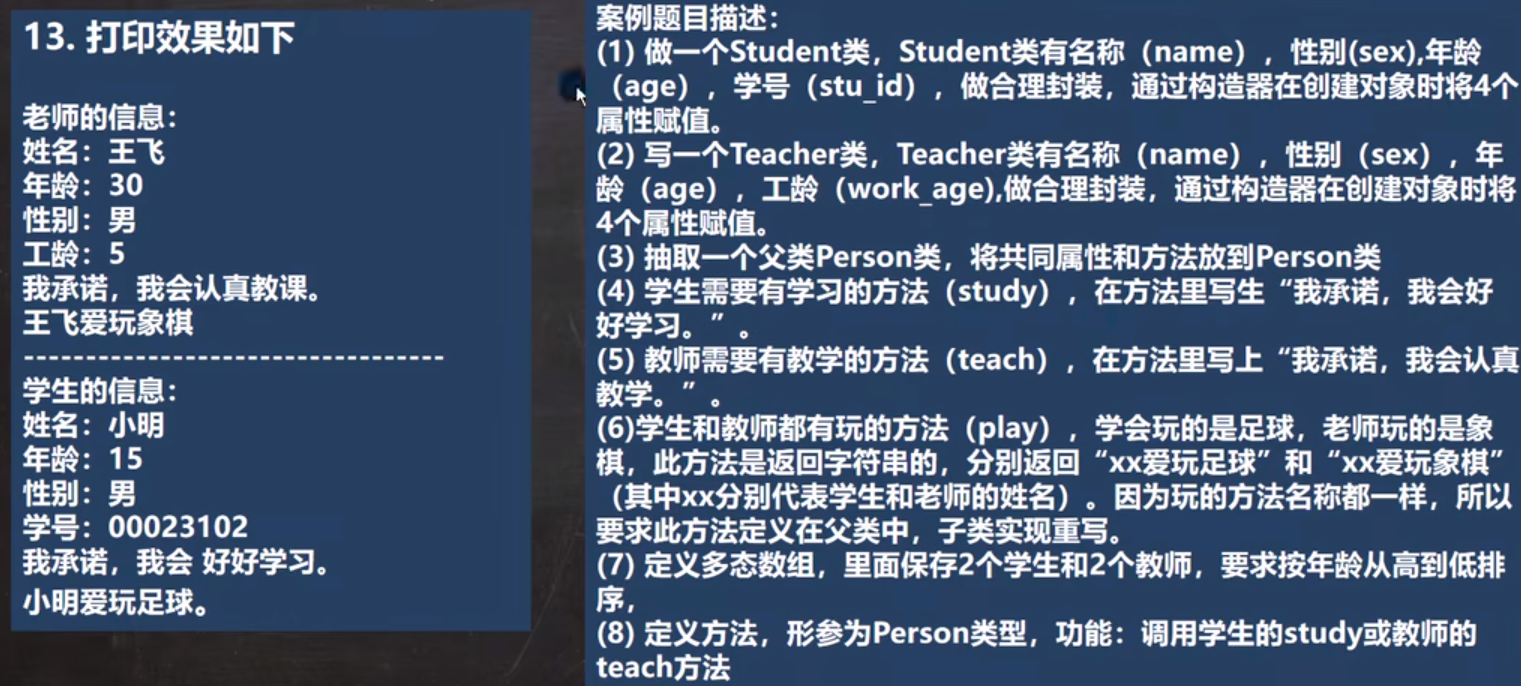 13. 打印效果如下
老师的信息：
姓名：王飞
年龄：30
性别：男
工龄：5
我承诺，我会认真教课。
王飞爱玩象棋
----------------------------------
学生的信息：
姓名：小明
年龄：15
性别：男
学号：00023102
我承诺，我会 好好学习。
小明爱玩足球。
案例题目描述：
(1) 做一个Student类，Student类有名称（name），性别(sex),年龄
（age），学号（stu_id），做合理封装，通过构造器在创建对象时将4个
属性赋值。
(2) 写一个Teacher类，Teacher类有名称（name），性别（sex），年
龄（age），工龄（work_age),做合理封装，通过构造器在创建对象时将
4个属性赋值。
(3) 抽取一个父类Person类，将共同属性和方法放到Person类
(4) 学生需要有学习的方法（study），在方法里写生“我承诺，我会好
好学习。”。
(5) 教师需要有教学的方法（teach），在方法里写上“我承诺，我会认真
教学。”。
(6)学生和教师都有玩的方法（play），学会玩的是足球，老师玩的是象
棋，此方法是返回字符串的，分别返回“xx爱玩足球”和“xx爱玩象棋”
（其中xx分别代表学生和老师的姓名）。因为玩的方法名称都一样，所以
要求此方法定义在父类中，子类实现重写。
(7) 定义多态数组，里面保存2个学生和2个教师，要求按年龄从高到低排
序，
(8) 定义方法，形参为Person类型，功能：调用学生的study或教师的
teach方法